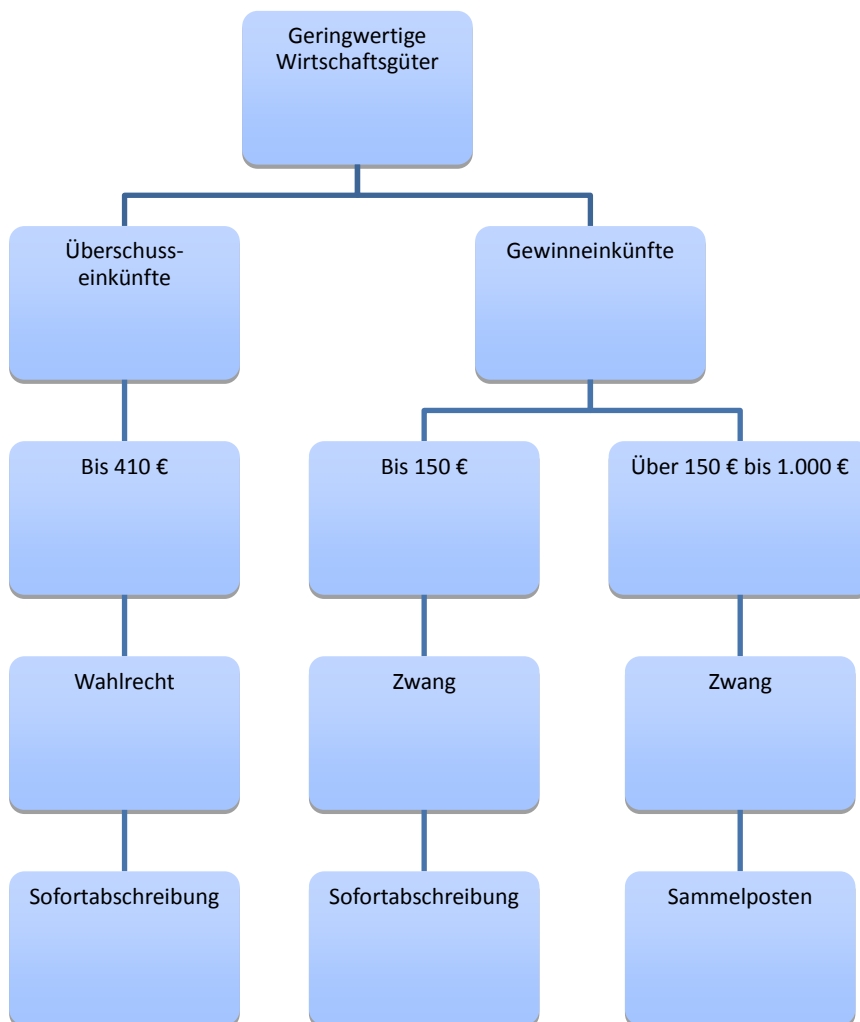 Geringwertige
Wirtschaftsgüter
Überschuss-
einkünfte
Gewinneinkünfte
Bis 410 €
Bis 150 €
Über 150 € bis 1.000 €
Wahlrecht
Zwang
Zwang
Sofortabschreibung
Sofortabschreibung
Sammelposten